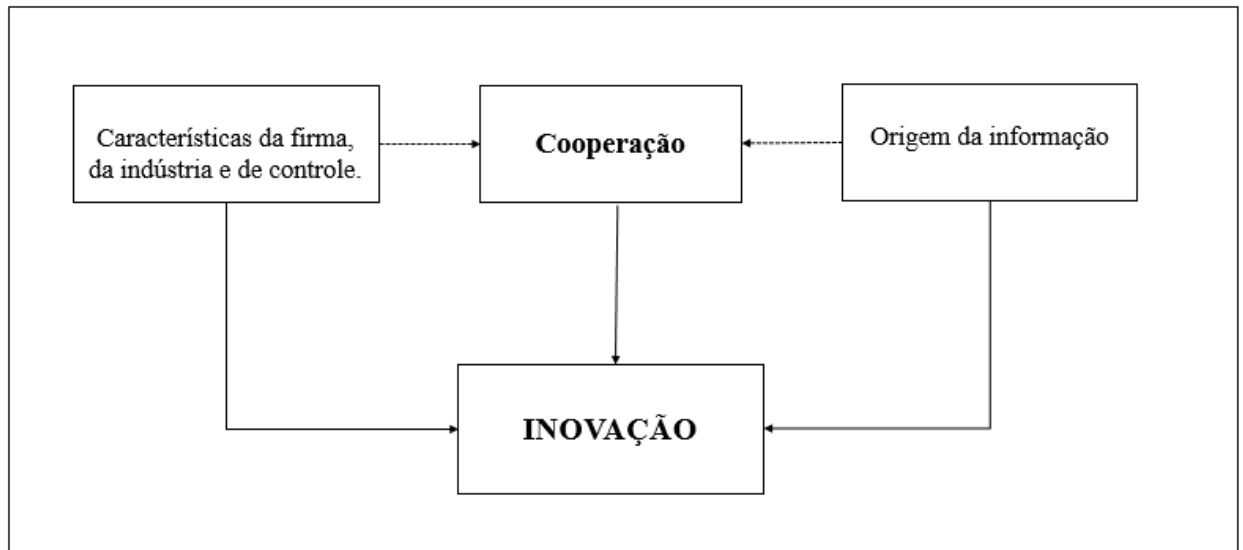 Características da firma,
da indústria e de controle.
Cooperação
Origem da informação
INOVAÇÃO